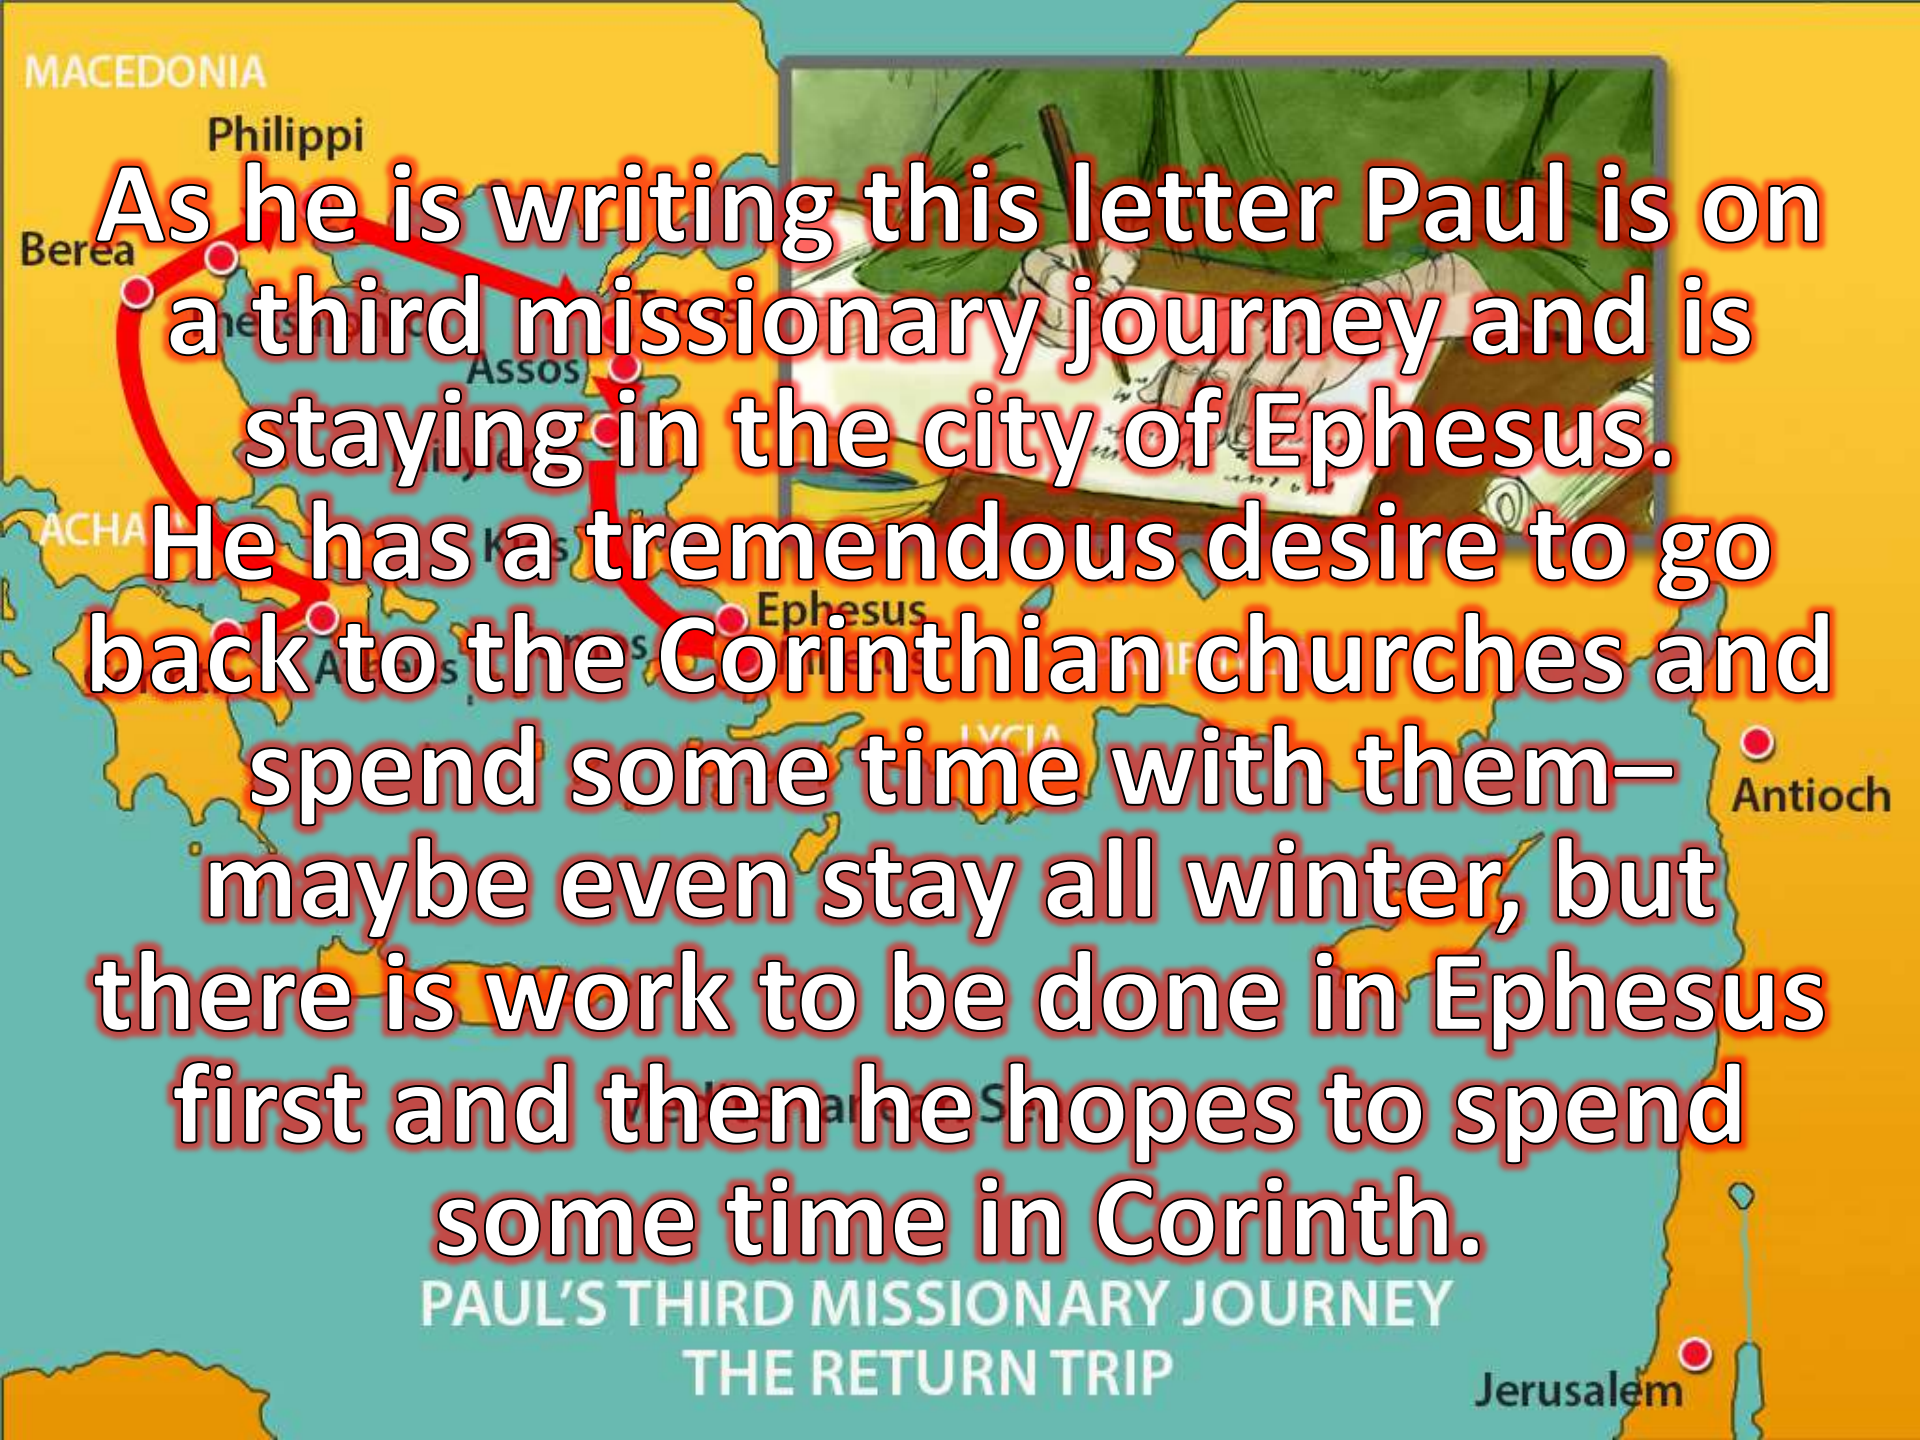 MACEDONIA
Philippi
As he is writing this letter Paul is on
Berea
a third missionary journey and is
Assos
staying in the city of Ephesus.
He has a tremendous desire to go
Ephesus
back to the Corinthian churches and
Athens
LYCIA
spend some time with them–
Antioch
maybe even stay all winter, but
there is work to be done in Ephesus
first and then he hopes to spend
Mediterranean Sea
some time in Corinth.
PAUL’S THIRD MISSIONARY JOURNEY
THE RETURN TRIP
Jerusalem